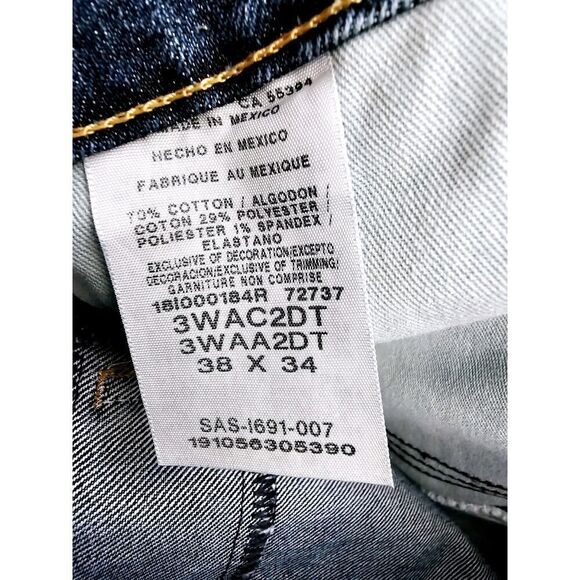 CA 55394
MADE IN MEXICO
HECHO EN MEXICO
FABRIQUE AU MEXIQUE
70% COTTON / ALGODON /
COTON 29% POLYESTER /
POLIESTER 1% SPANDEX /
ELASTANO
EXCLUSIVE OF DECORATION/EXCEPTO
DECORACION/EXCLUSIVE OF TRIMMING/
GARNITURE NON COMPRISE
18I000184R 72737
3WAC2DT
3WAA2DT
38 X 34
SAS-I691-007
191056305390